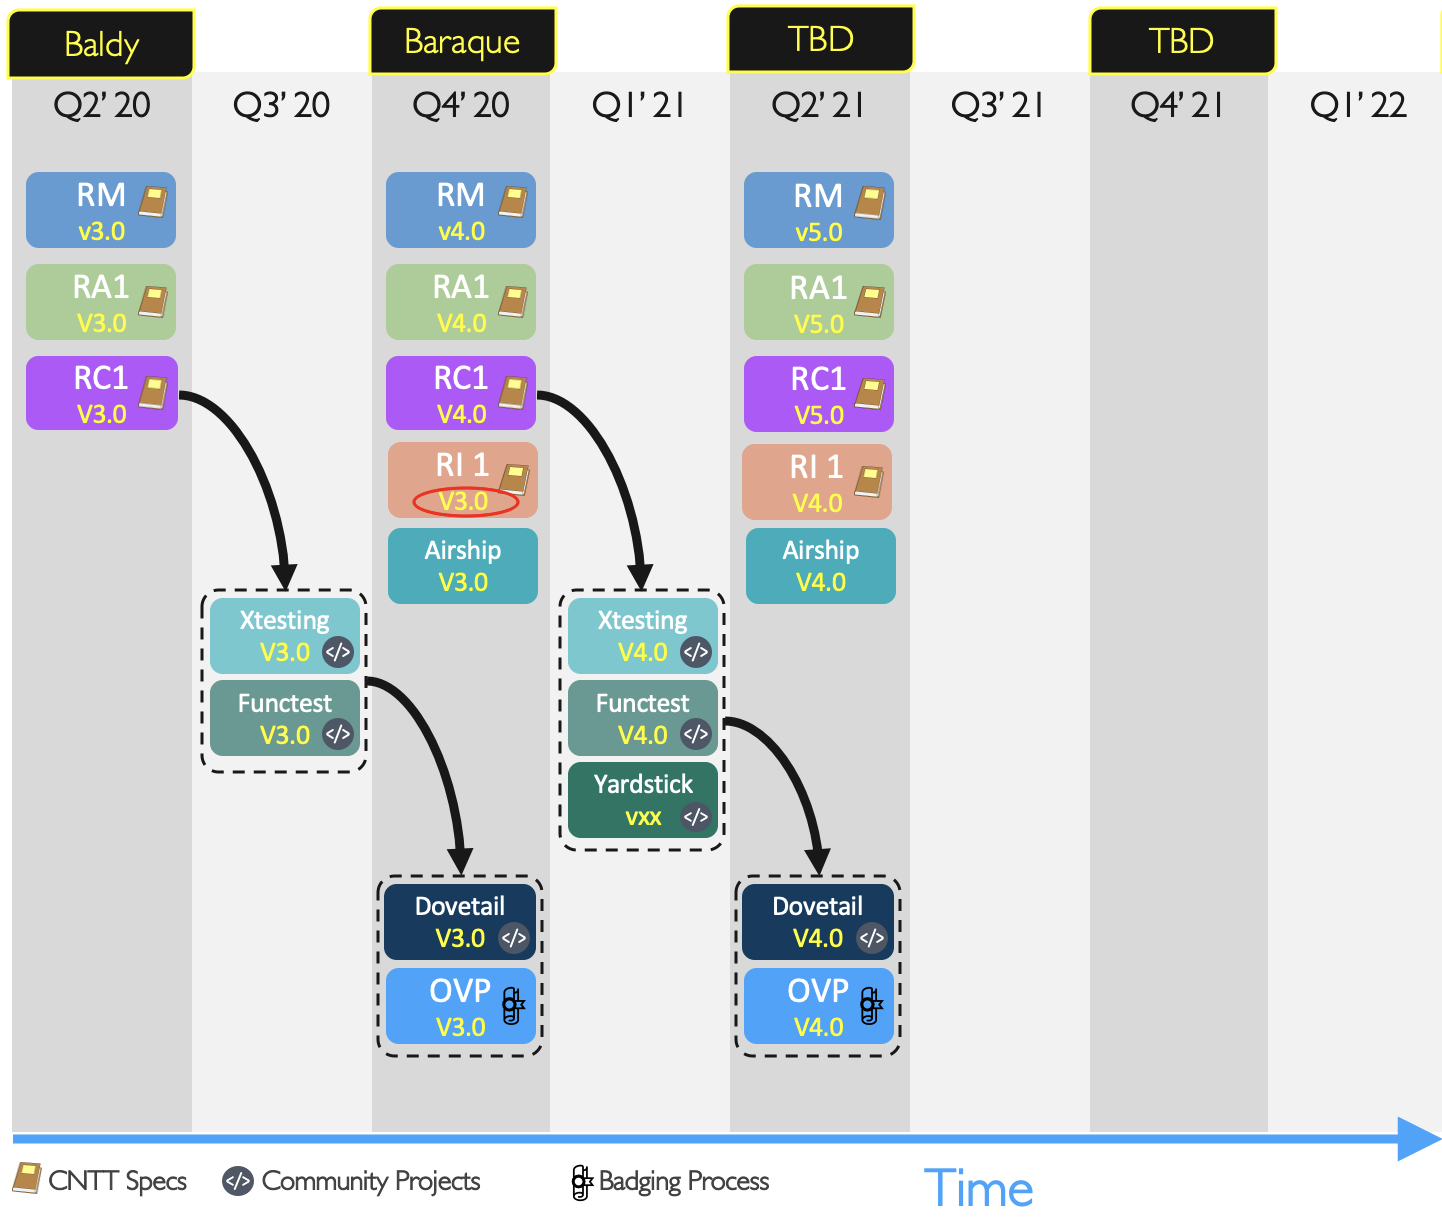 Baldy
Baraque
TBD
TBD
Q2’ 20
Q3’ 20
Q4’ 20
Q1’ 21
Q2’ 21
Q3’ 21
Q4’ 21
Q1’ 22
RM
v3.0
RA1
V3.0
RC1
V3.0
Xtesting
V3.0
</>
Functest
V3.0
</>
RM
v4.0
RA1
V4.0
RC1
V4.0
RI 1
V3.0
Airship
V3.0
Dovetail
V3.0
</>
OVP
V3.0
Xtesting
V4.0
</>
Functest
V4.0
</>
Yardstick
vxx
</>
RM
v5.0
RA1
V5.0
RC1
V5.0
RI 1
V4.0
Airship
V4.0
Dovetail
V4.0
</>
OVP
V4.0
CNTT Specs
</> Community Projects
Badging Process
Time